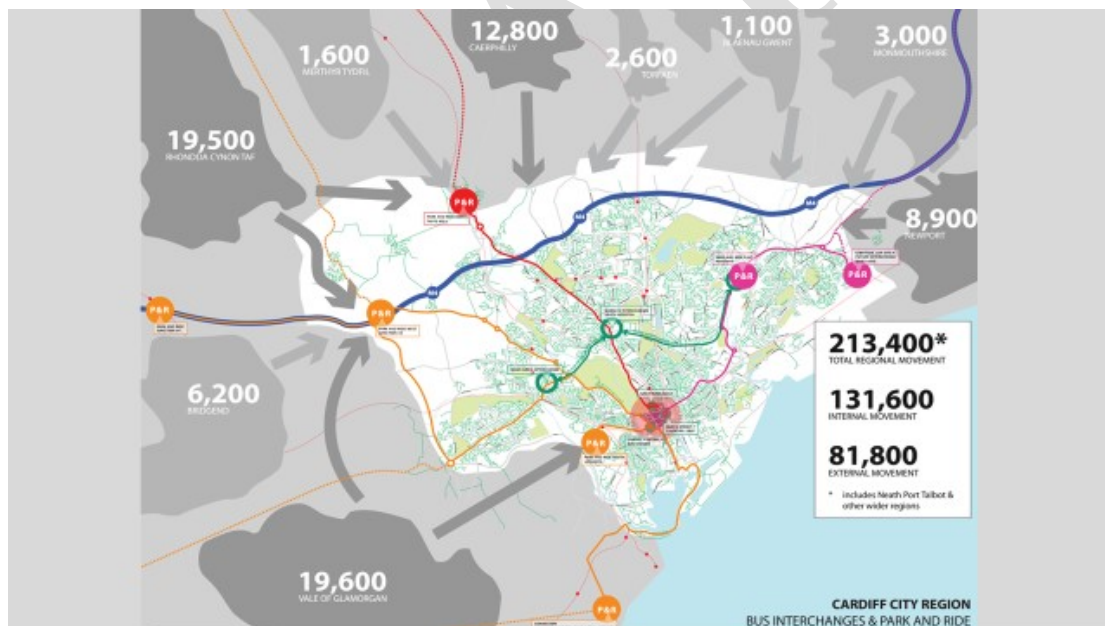 1,600
MERTHYR TYDFIL
12,800
CAERPHILLY
2,600
TORFAEN
1,100
BLAENAU GWENT
3,000
MONMOUTHSHIRE
19,500
RHONDDA CYNON TAF
P&R
M4
M4
8,900
NEWPORT
P&R
P&R
P&R
P&R
M4
6,200
BRIDGEND
P&R
213,400*
TOTAL REGIONAL MOVEMENT
131,600
INTERNAL MOVEMENT
81,800
EXTERNAL MOVEMENT
* includes Neath Port Talbot &
other wider regions
19,600
VALE OF GLAMORGAN
P&R
CARDIFF CITY REGION
BUS INTERCHANGES & PARK AND RIDE